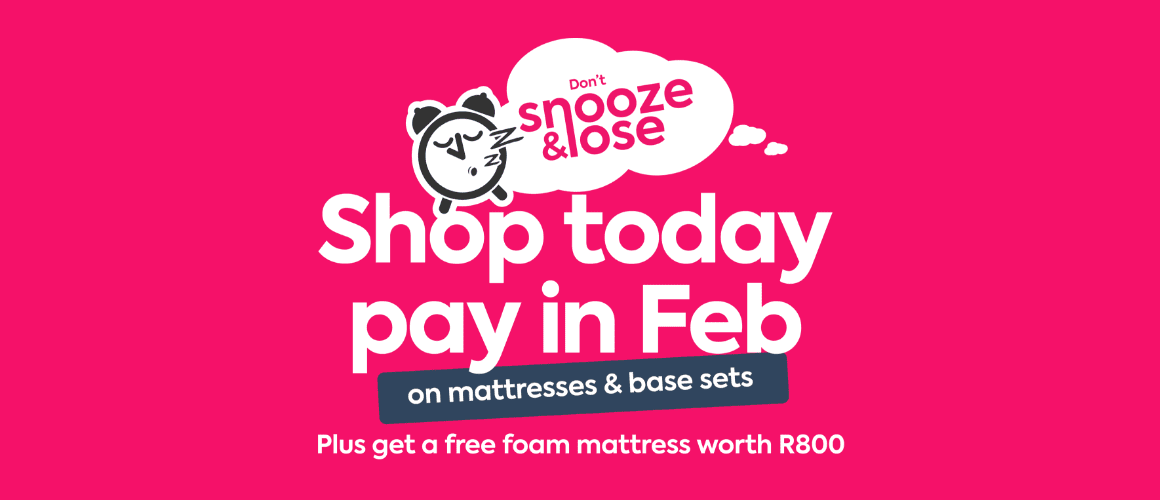 Don't
snooze
&lose
z z z
Shop today
pay in Feb
on mattresses & base sets
Plus get a free foam mattress worth R800